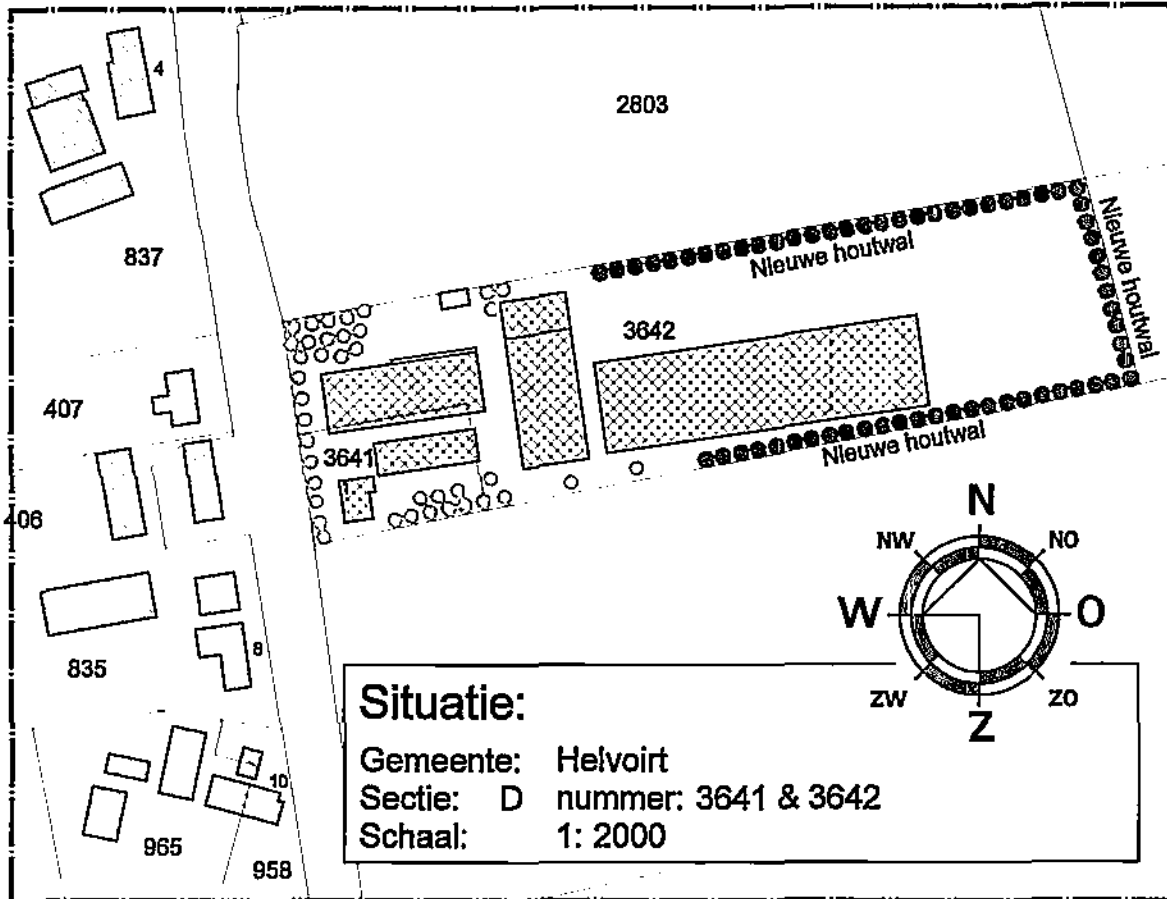 4
2803
837
Nieuwe houtwal
Nieuwe houtwal
3642
407
3641
Nieuwe houtwal
406
N
NW
NO
W
O
ZW
ZO
Z
8
835
Situatie:
Gemeente: Helvoirt
Sectie: D nummer: 3641 & 3642
Schaal: 1: 2000
10
965
958